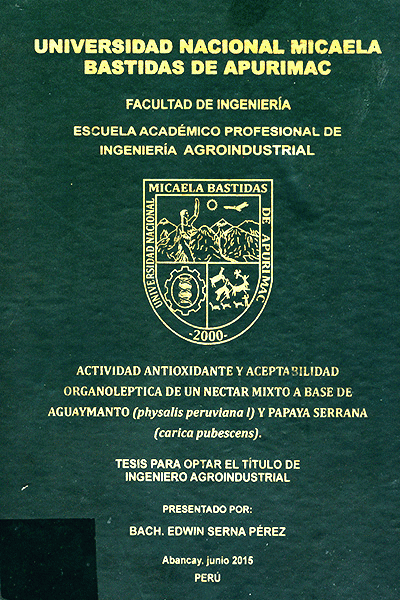 UNIVERSIDAD NACIONAL MICAELA
BASTIDAS DE APURIMAC
FACULTAD DE INGENIERÍA
ESCUELA ACADÉMICO PROFESIONAL DE
INGENIERÍA AGROINDUSTRIAL
MICAELA BASTIDAS
UNIVERSIDAD NACIONAL
DE APURIMAC
-2000-
ACTIVIDAD ANTIOXIDANTE Y ACEPTABILIDAD
ORGANOLEPTICA DE UN NECTAR MIXTO A BASE DE
AGUAYMANTO (physalis peruviana l) Y PAPAYA SERRANA
(carica pubescens).
TESIS PARA OPTAR EL TÍTULO DE
INGENIERO AGROINDUSTRIAL
PRESENTADO POR:
BACH. EDWIN SERNA PÉREZ
Abancay, junio 2015
PERÚ